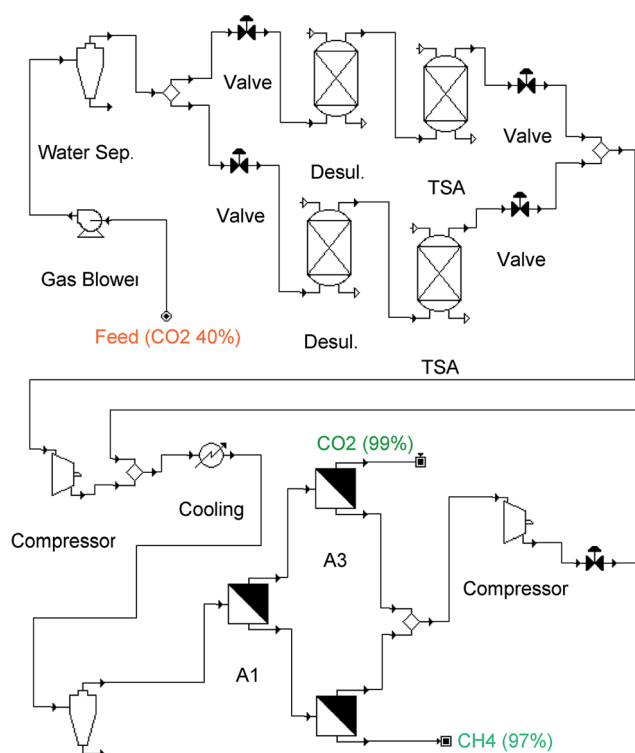 Valve
Valve
Water Sep.
Desul.
TSA
Valve
Valve
Gas Blower
Feed (CO2 40%)
Desul.
TSA
CO2 (99%)
Cooling
Compressor
A3
Compressor
A1
CH4 (97%)